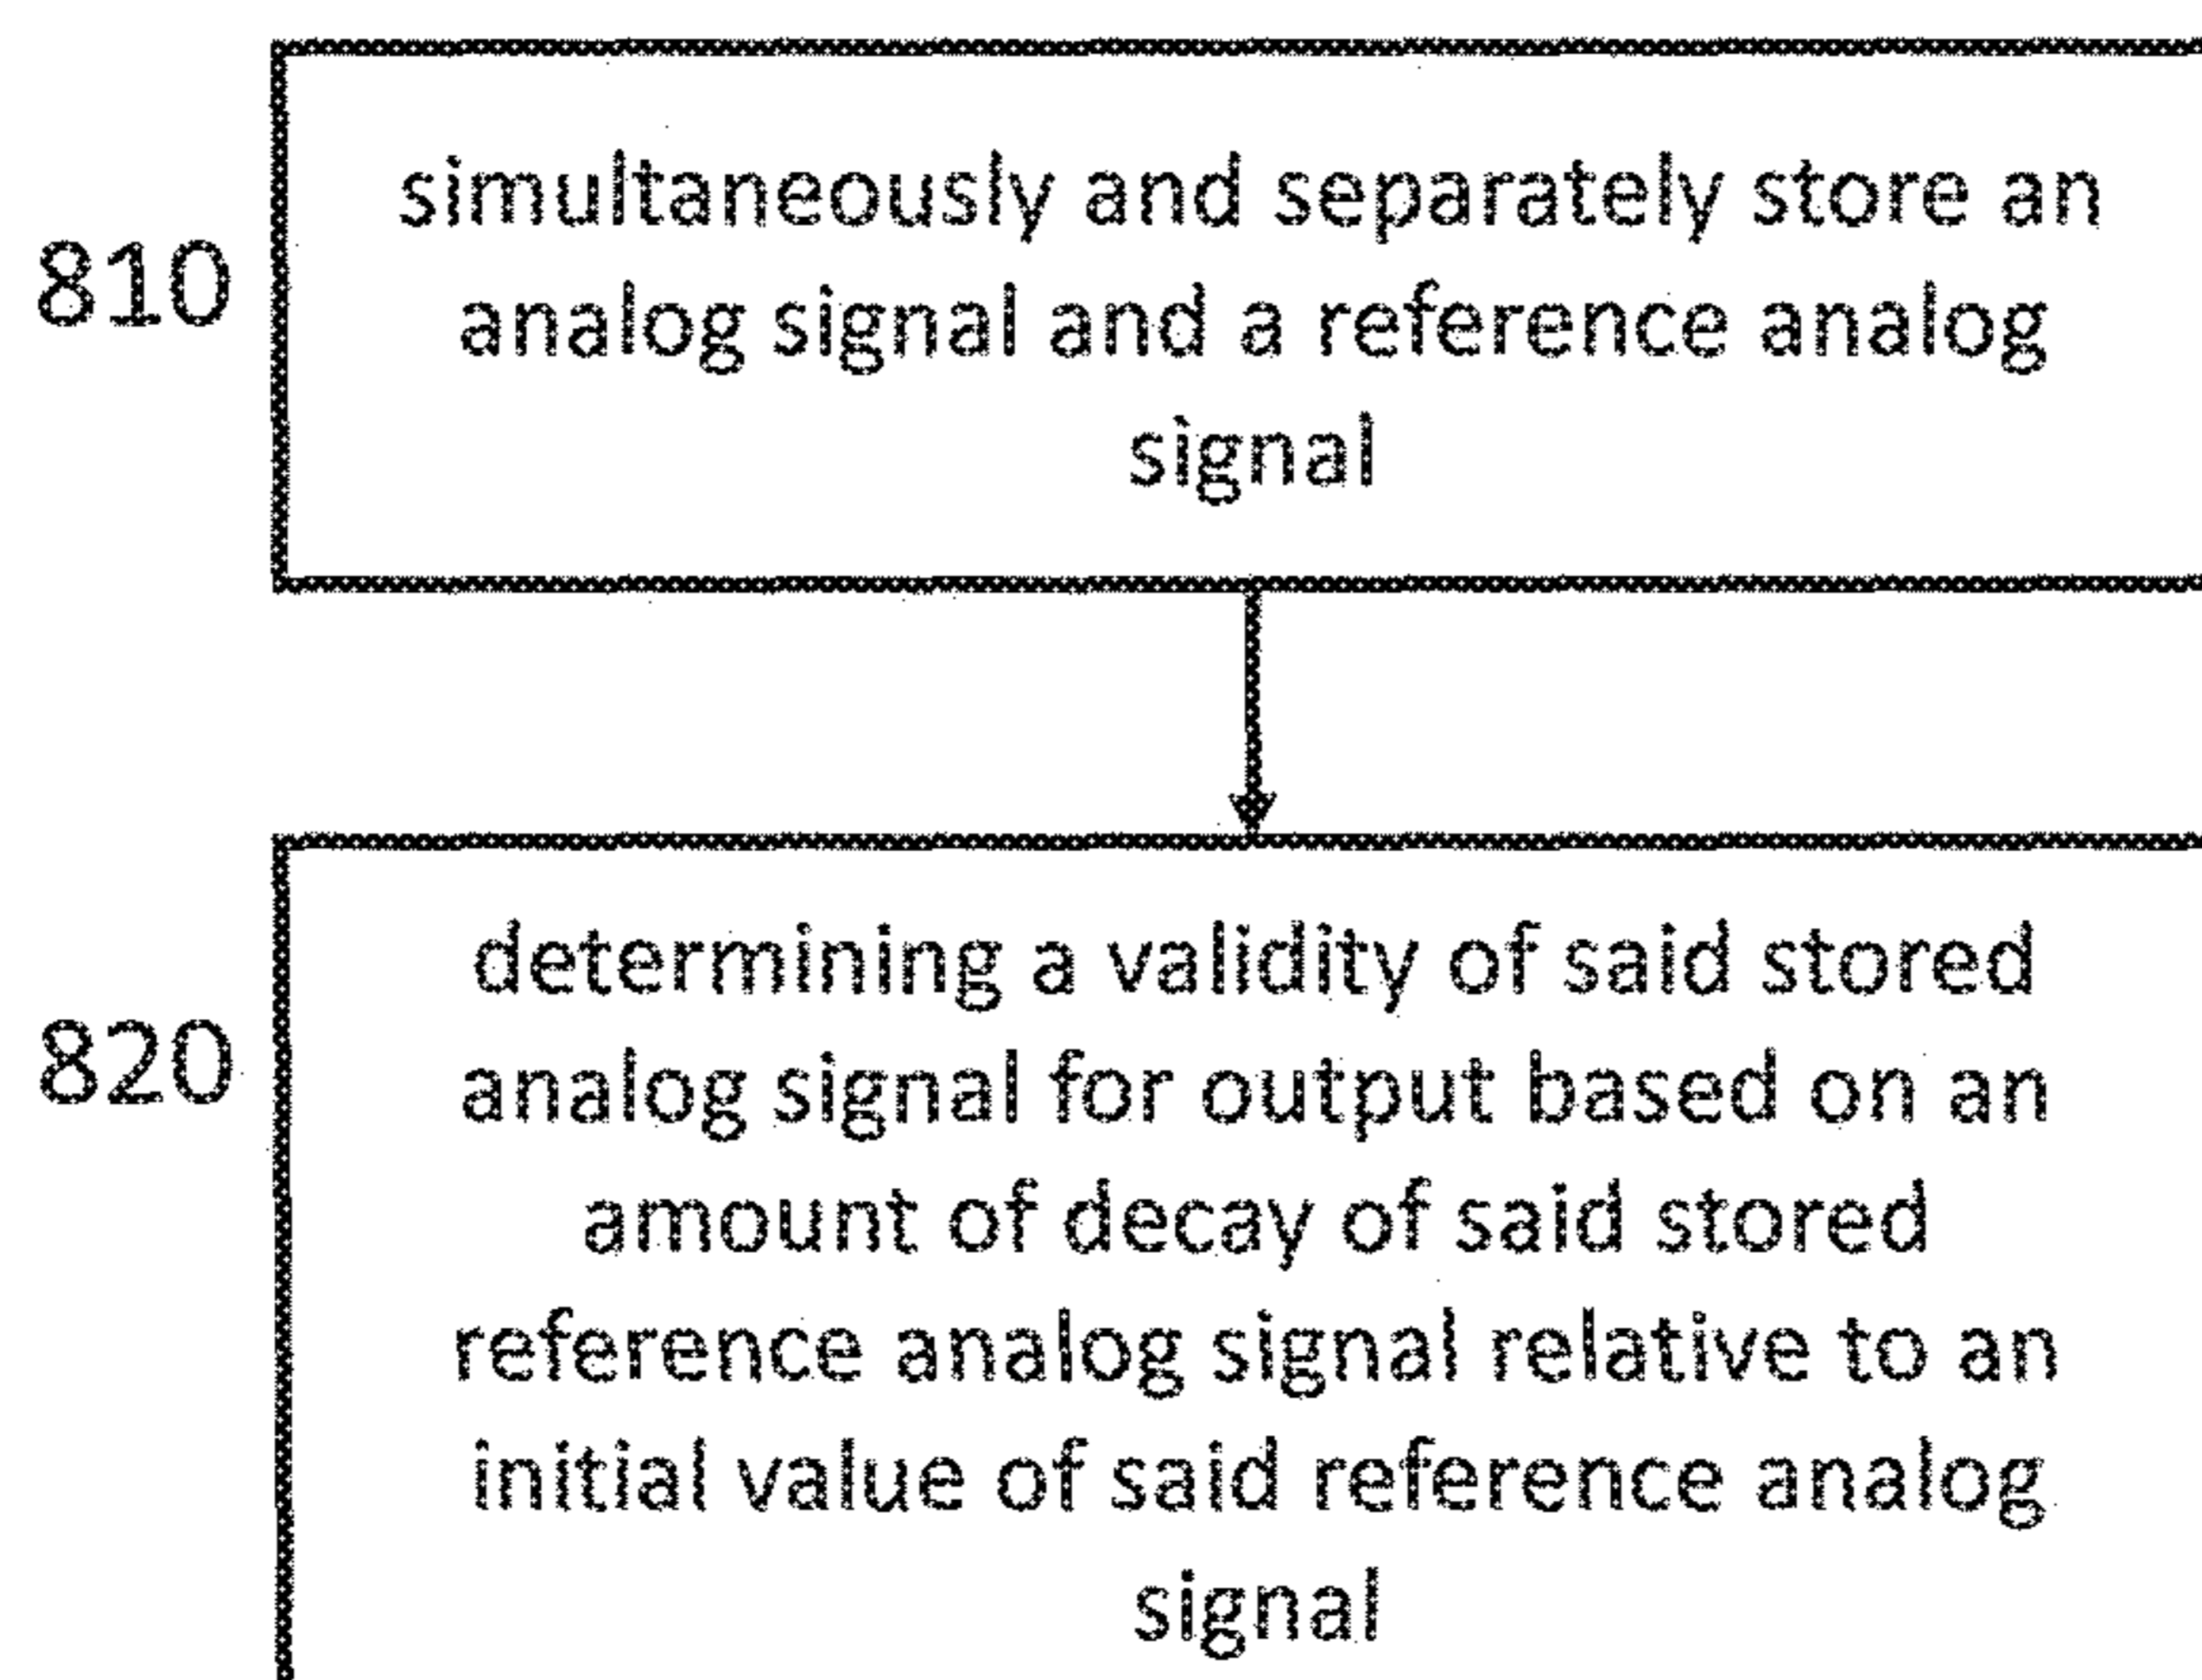 810
simultaneously and separately store an
analog signal and a reference analog
signal
820
determining a validity of said stored
analog signal for output based on an
amount of decay of said stored
reference analog signal relative to an
initial value of said reference analog
signal